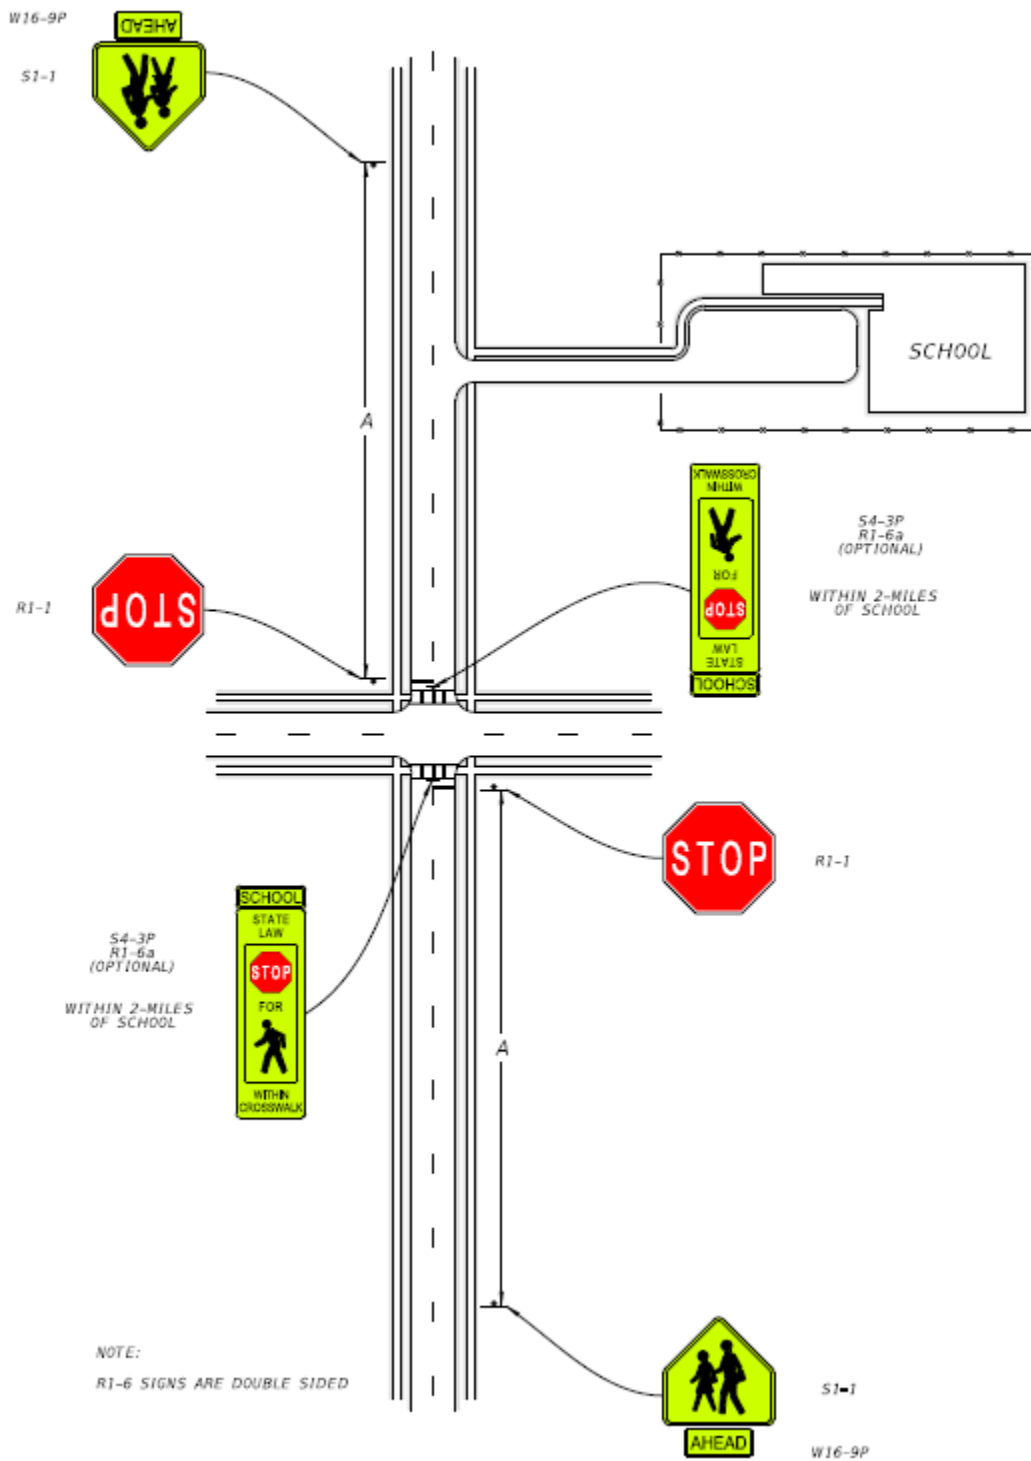 W16-9P
AHEAD
S1-1
SCHOOL
A
SCHOOL
STATE
LAW
STOP
FOR
WITHIN
CROSSWALK
S4-3P
R1-6a
(OPTIONAL)
WITHIN 2-MILES
OF SCHOOL
R1-1
STOP
STOP
R1-1
SCHOOL
STATE
LAW
STOP
FOR
WITHIN
CROSSWALK
S4-3P
R1-6a
(OPTIONAL)
WITHIN 2-MILES
OF SCHOOL
A
NOTE:
R1-6 SIGNS ARE DOUBLE SIDED
S1-1
AHEAD
W16-9P